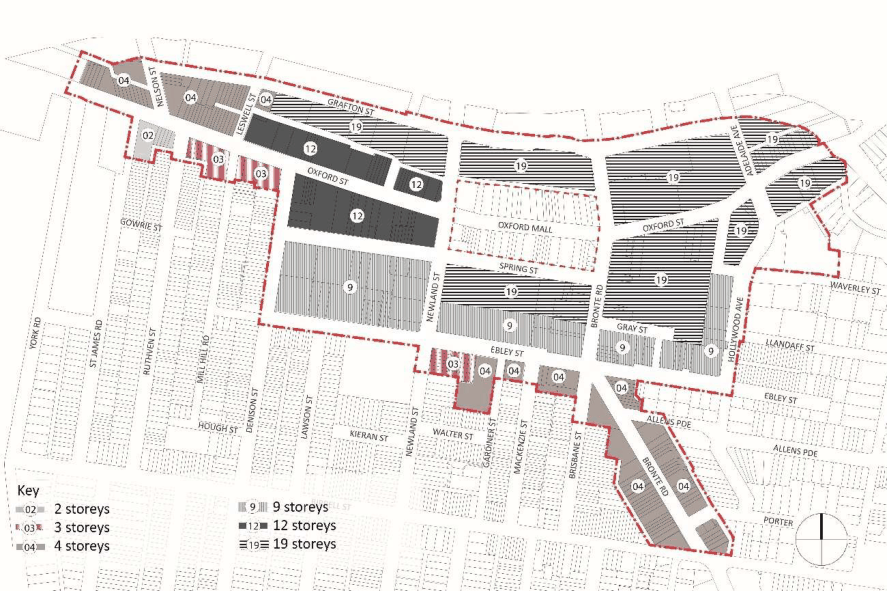 04
NELSON ST
04
LESWELL ST
04
GRAFTON ST
19
02
03
03
12
OXFORD ST
12
12
19
19
ADELAIDE AVE
19
19
OXFORD MALL
OXFORD ST
19
GOWRIE ST
SPRING ST
9
19
19
NEWLAND ST
BRONTE RD
WAVERLEY ST
HOLLYWOOD AVE
9
GRAY ST
9
9
LLANDAFF ST
EBLEY ST
YORK RD
ST JAMES RD
RUTHVEN ST
MILL HILL RD
DENISON ST
LAWSON ST
03
04
04
04
04
EBLEY ST
ALLENS PDE
ALLENS PDE
HOUGH ST
KIERAN ST
NEWLAND ST
WALTER ST
GARDINER ST
MACKENZIE ST
BRISBANE ST
BRONTE RD
04
04
PORTER
Key
02 2 storeys
03 3 storeys
04 4 storeys
9 9 storeys
12 12 storeys
19 19 storeys